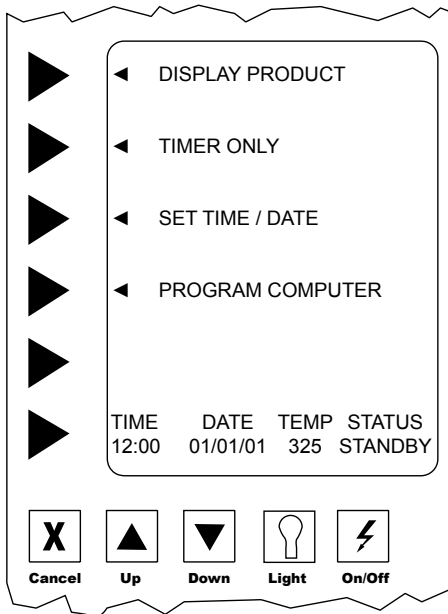 DISPLAY PRODUCT
TIMER ONLY
SET TIME / DATE
PROGRAM COMPUTER
TIME DATE TEMP STATUS
12:00 01/01/01 325 STANDBY
X
Cancel Up Down Light On/Off